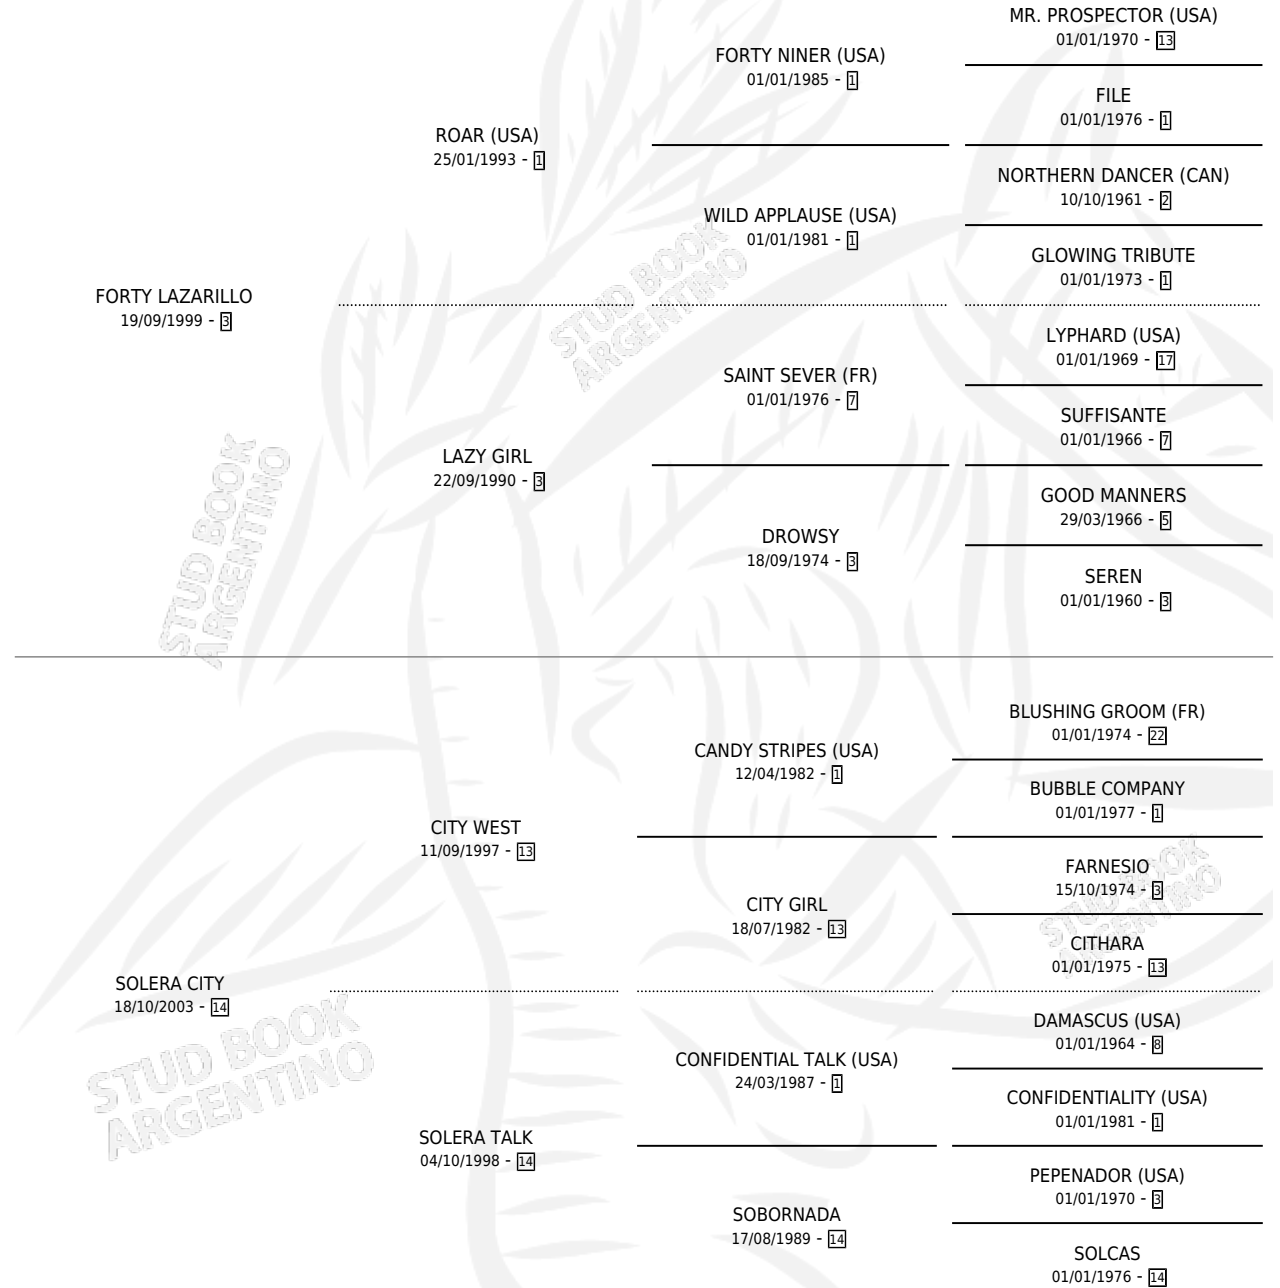 MR. PROSPECTOR (USA)
01/01/1970 - 13
FORTY NINER (USA)
01/01/1985 - 1
FILE
01/01/1976 - 1
ROAR (USA)
25/01/1993 - 1
NORTHERN DANCER (CAN)
10/10/1961 - 2
WILD APPLAUSE (USA)
01/01/1981 - 1
GLOWING TRIBUTE
01/01/1973 - 1
FORTY LAZARILLO
19/09/1999 - 3
STUD BOOK
ARGENTINO
LYPHARD (USA)
01/01/1969 - 17
SAINT SEVER (FR)
01/01/1976 - 7
SUFFISANTE
01/01/1966 - 7
LAZY GIRL
22/09/1990 - 3
GOOD MANNERS
29/03/1966 - 5
DROWSY
18/09/1974 - 3
SEREN
01/01/1960 - 3
STUD BOOK
ARGENTINO
BLUSHING GROOM (FR)
01/01/1974 - 22
CANDY STRIPES (USA)
12/04/1982 - 1
BUBBLE COMPANY
01/01/1977 - 1
CITY WEST
11/09/1997 - 13
FARNESIO
15/10/1974 - 3
CITY GIRL
18/07/1982 - 13
CITHARA
01/01/1975 - 13
STUD BOOK
ARGENTINO
SOLERA CITY
18/10/2003 - 14
STUD BOOK
ARGENTINO
DAMASCUS (USA)
01/01/1964 - 8
CONFIDENTIAL TALK (USA)
24/03/1987 - 1
CONFIDENTIALITY (USA)
01/01/1981 - 1
SOLERA TALK
04/10/1998 - 14
PEPENADOR (USA)
01/01/1970 - 3
SOBORNADA
17/08/1989 - 14
SOLCAS
01/01/1976 - 14